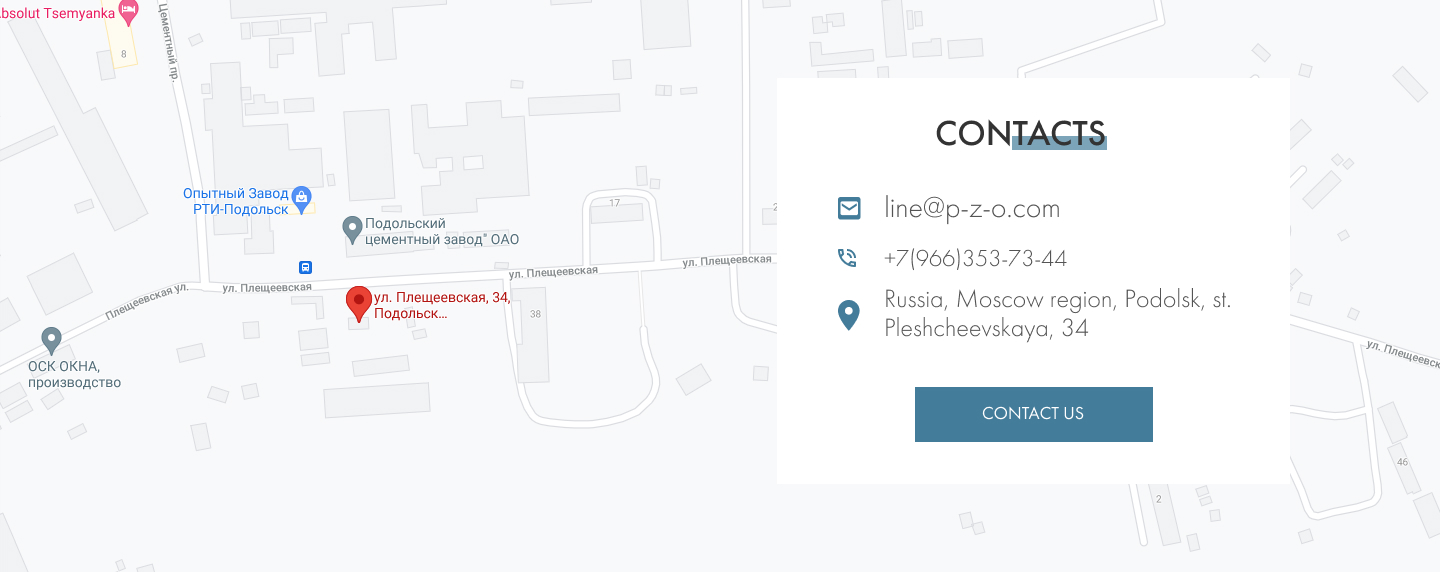 Absolut Tsemyanka
Цементный пр.
8
Опытный Завод
РТИ-Подольск
Подольский
цементный завод" ОАО
17
ул. Плещеевская
ул. Плещеевская
ул. Плещеевская
Плещеевская ул.
ул. Плещеевская, 34,
Подольск...
38
ОСК ОКНА,
производство
CONTACTS
line@p-z-o.com
+7(966)353-73-44
Russia, Moscow region, Podolsk, st.
Pleshcheevskaya, 34
CONTACT US
ул. Плещеевск
46
2